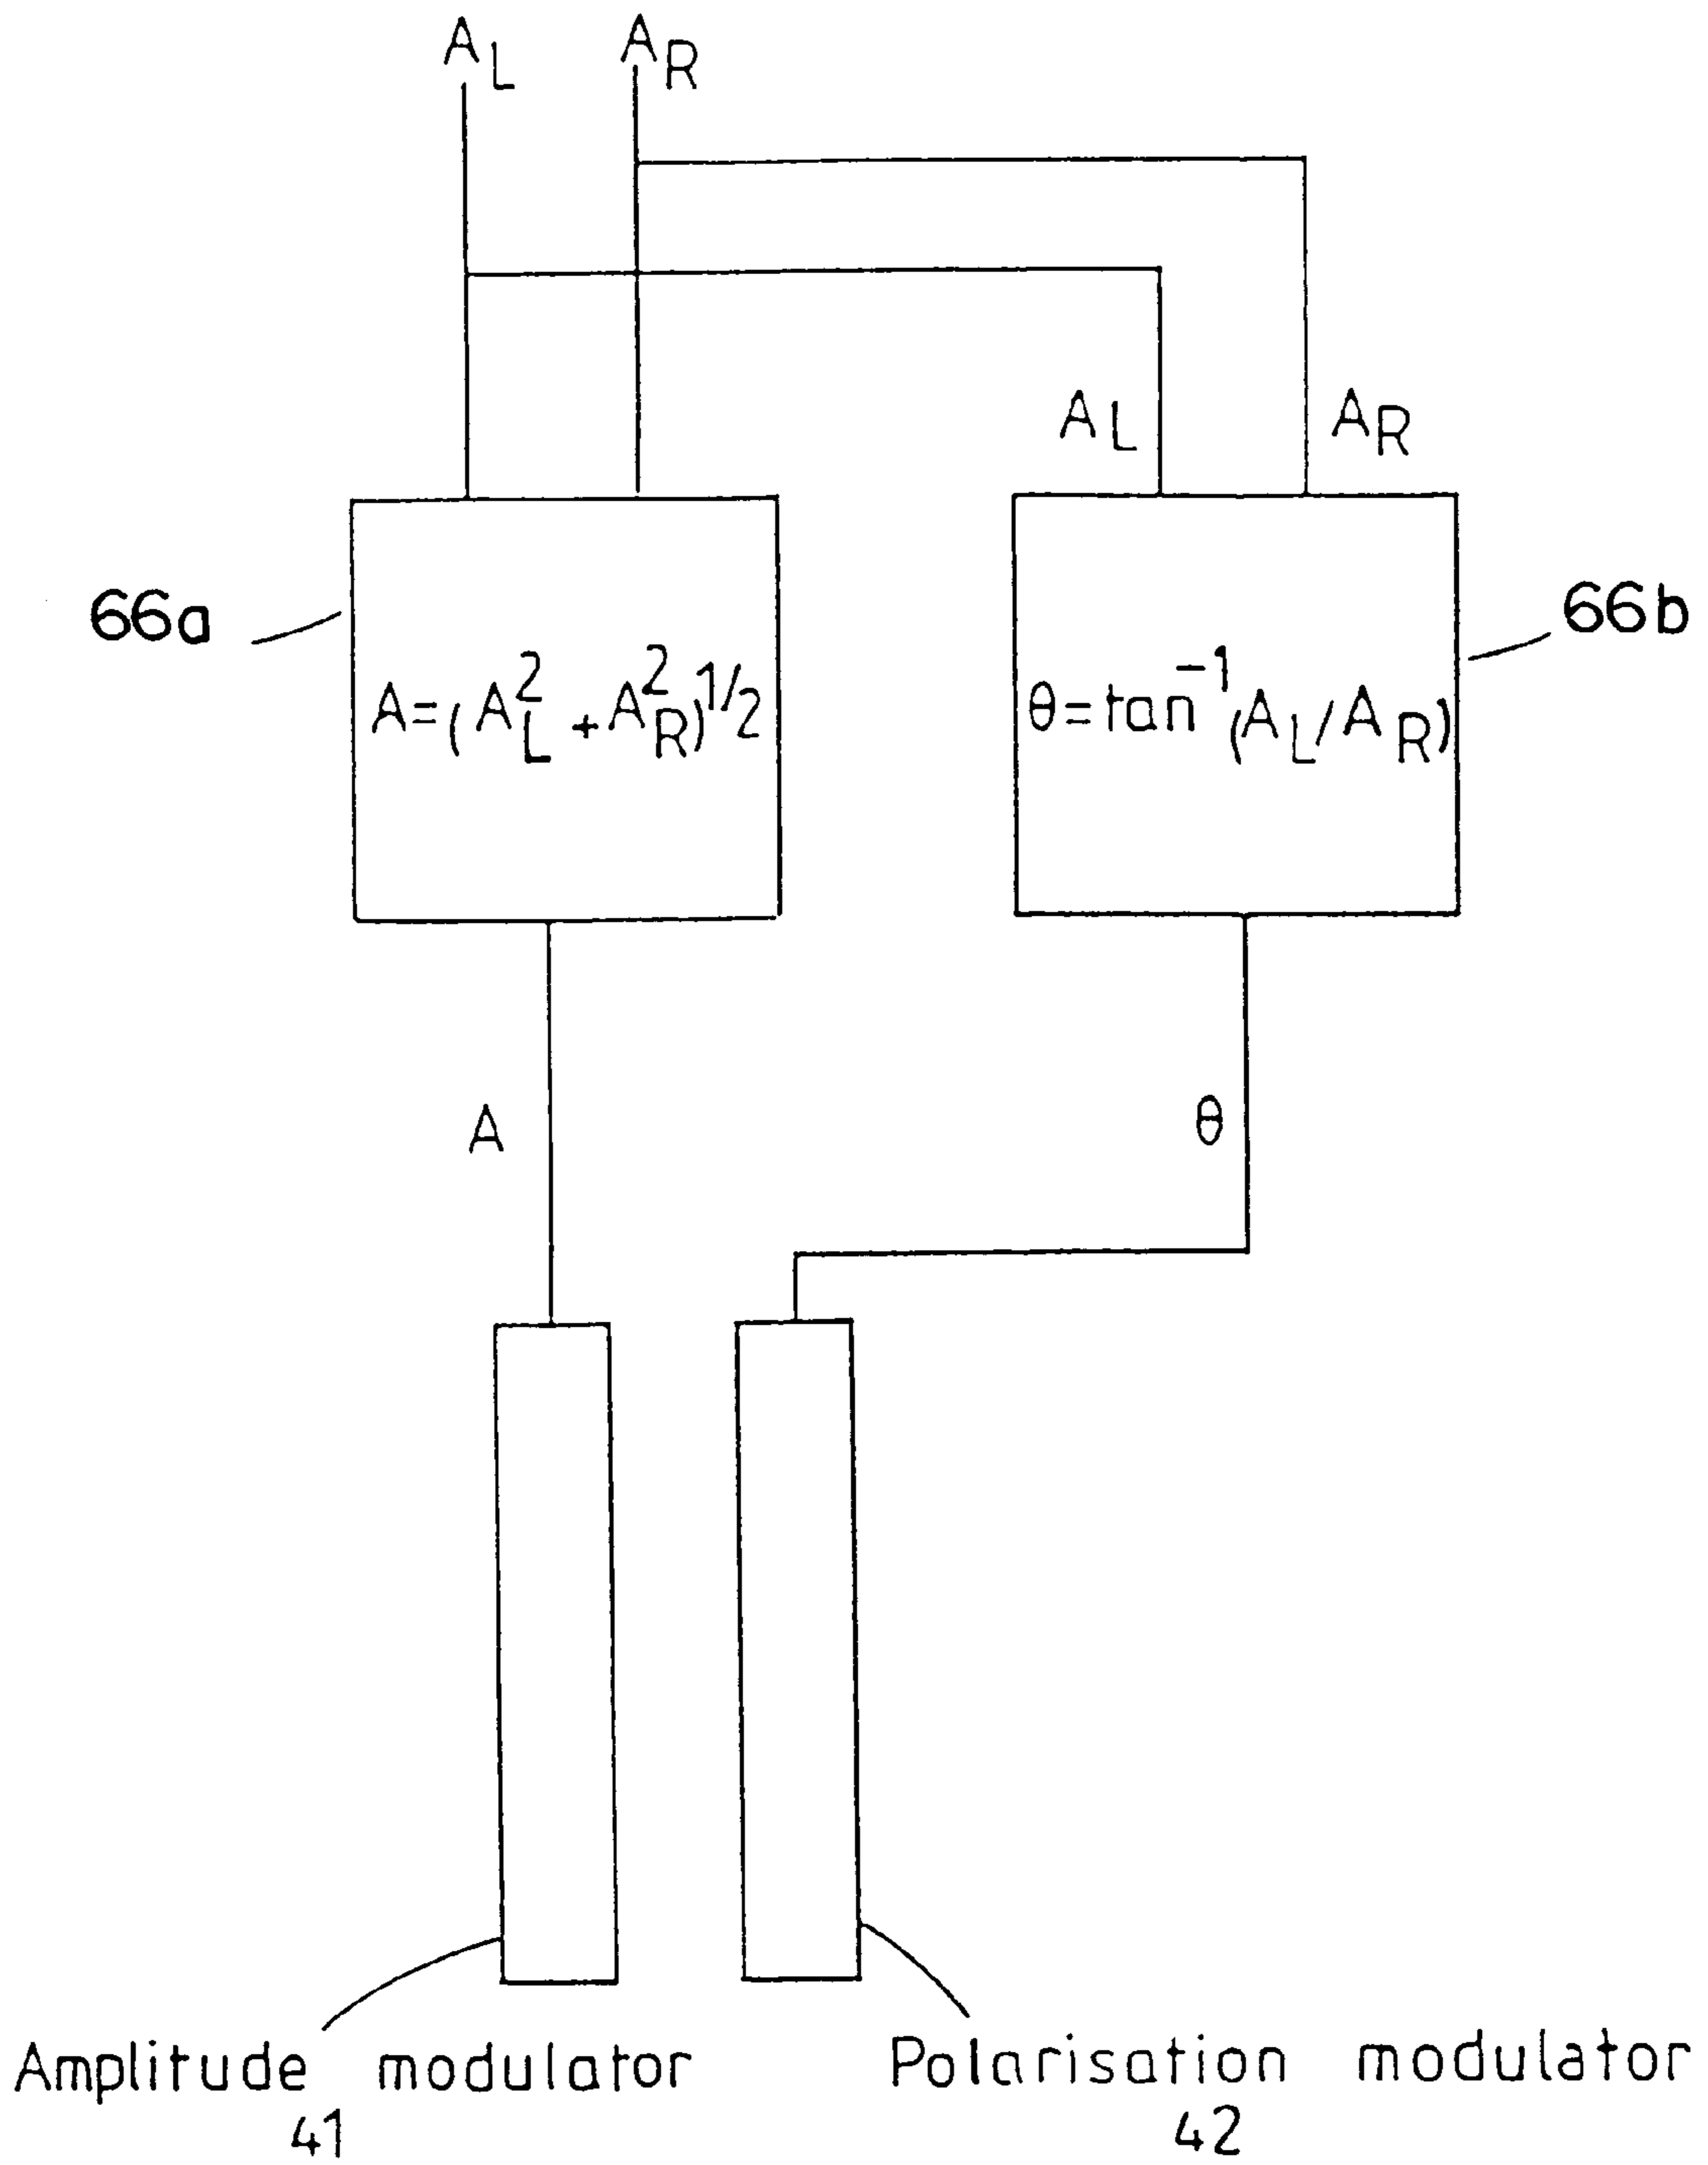 A_L A_R
A_L A_R
66a 66b
A=(A_L^2+A_R^2)^1/2
θ=tan^-1(A_L/A_R)
A θ
Amplitude modulator
41
Polarisation modulator
42